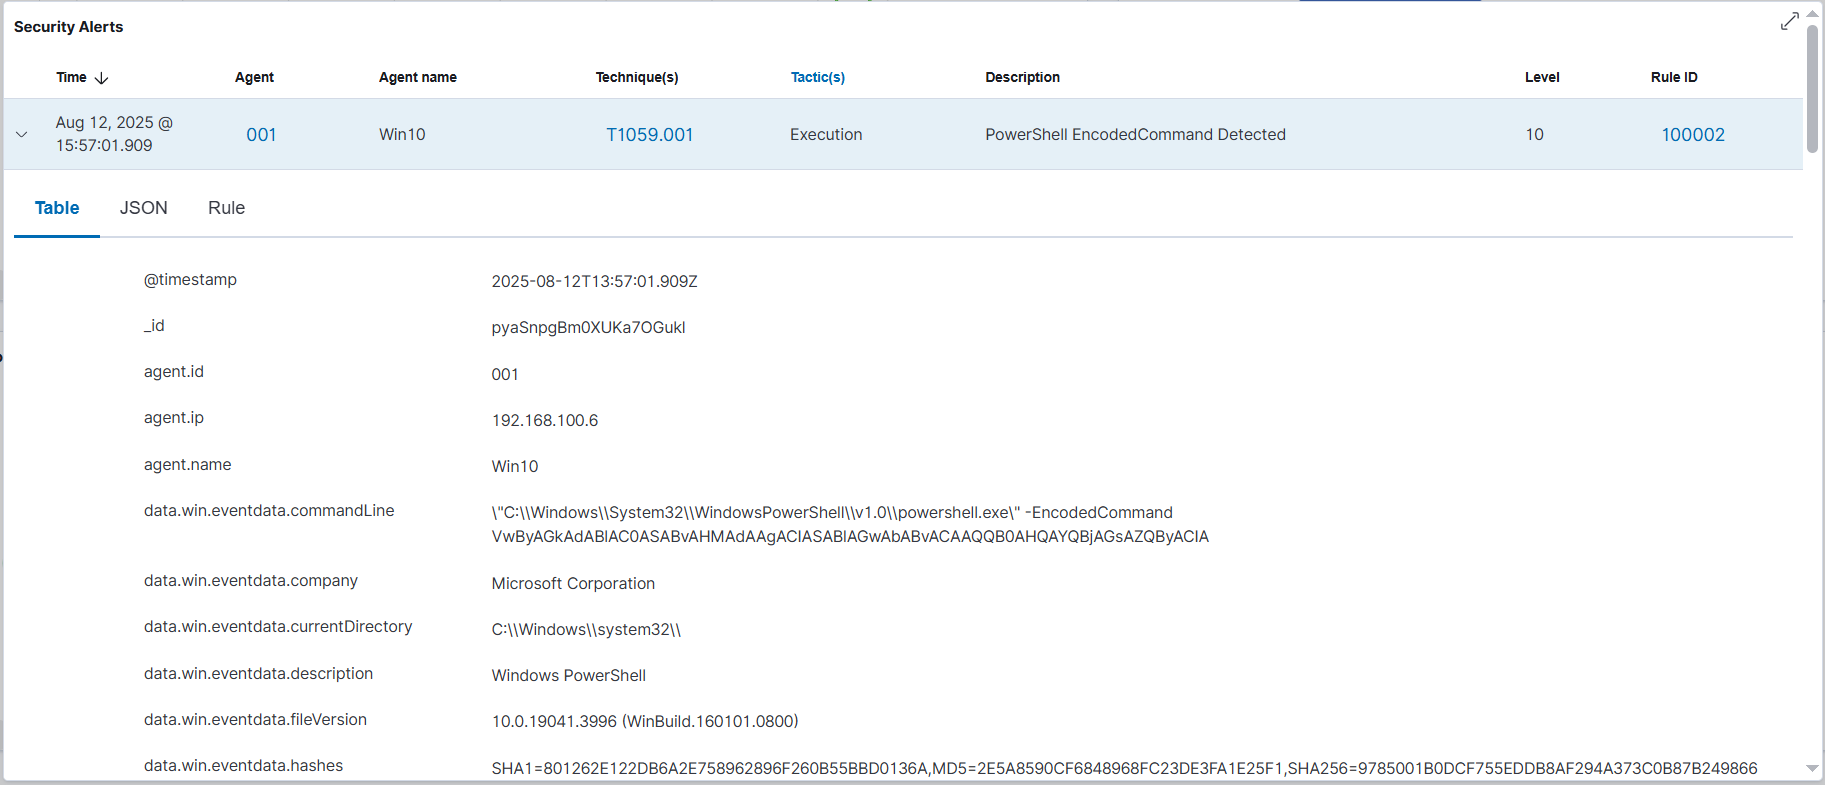 Security Alerts
Time Agent Agent name Technique(s) Tactic(s) Description Level Rule ID
Aug 12, 2025 @
15:57:01.909 001 Win10 T1059.001 Execution PowerShell EncodedCommand Detected 10 100002
Table JSON Rule
@timestamp 2025-08-12T13:57:01.909Z
_id pyaSnpgBm0XUKa7OGukl
agent.id 001
agent.ip 192.168.100.6
agent.name Win10
data.win.eventdata.commandLine \"C:\\Windows\\System32\\WindowsPowerShell\\v1.0\\powershell.exe\" -EncodedCommand
VwByAGkAdABlAC0ASABvAHMAdAAgACIASABlAGwAbABvACAAQQB0AHQAYQBjAGsAZQByACIA
data.win.eventdata.company Microsoft Corporation
data.win.eventdata.currentDirectory C:\\Windows\\system32\\
data.win.eventdata.description Windows PowerShell
data.win.eventdata.fileVersion 10.0.19041.3996 (WinBuild.160101.0800)
data.win.eventdata.hashes SHA1=801262E122DB6A2E758962896F260B55BBD0136A,MD5=2E5A8590CF6848968FC23DE3FA1E25F1,SHA256=9785001B0DCF755EDDB8AF294A373C0B87B249866